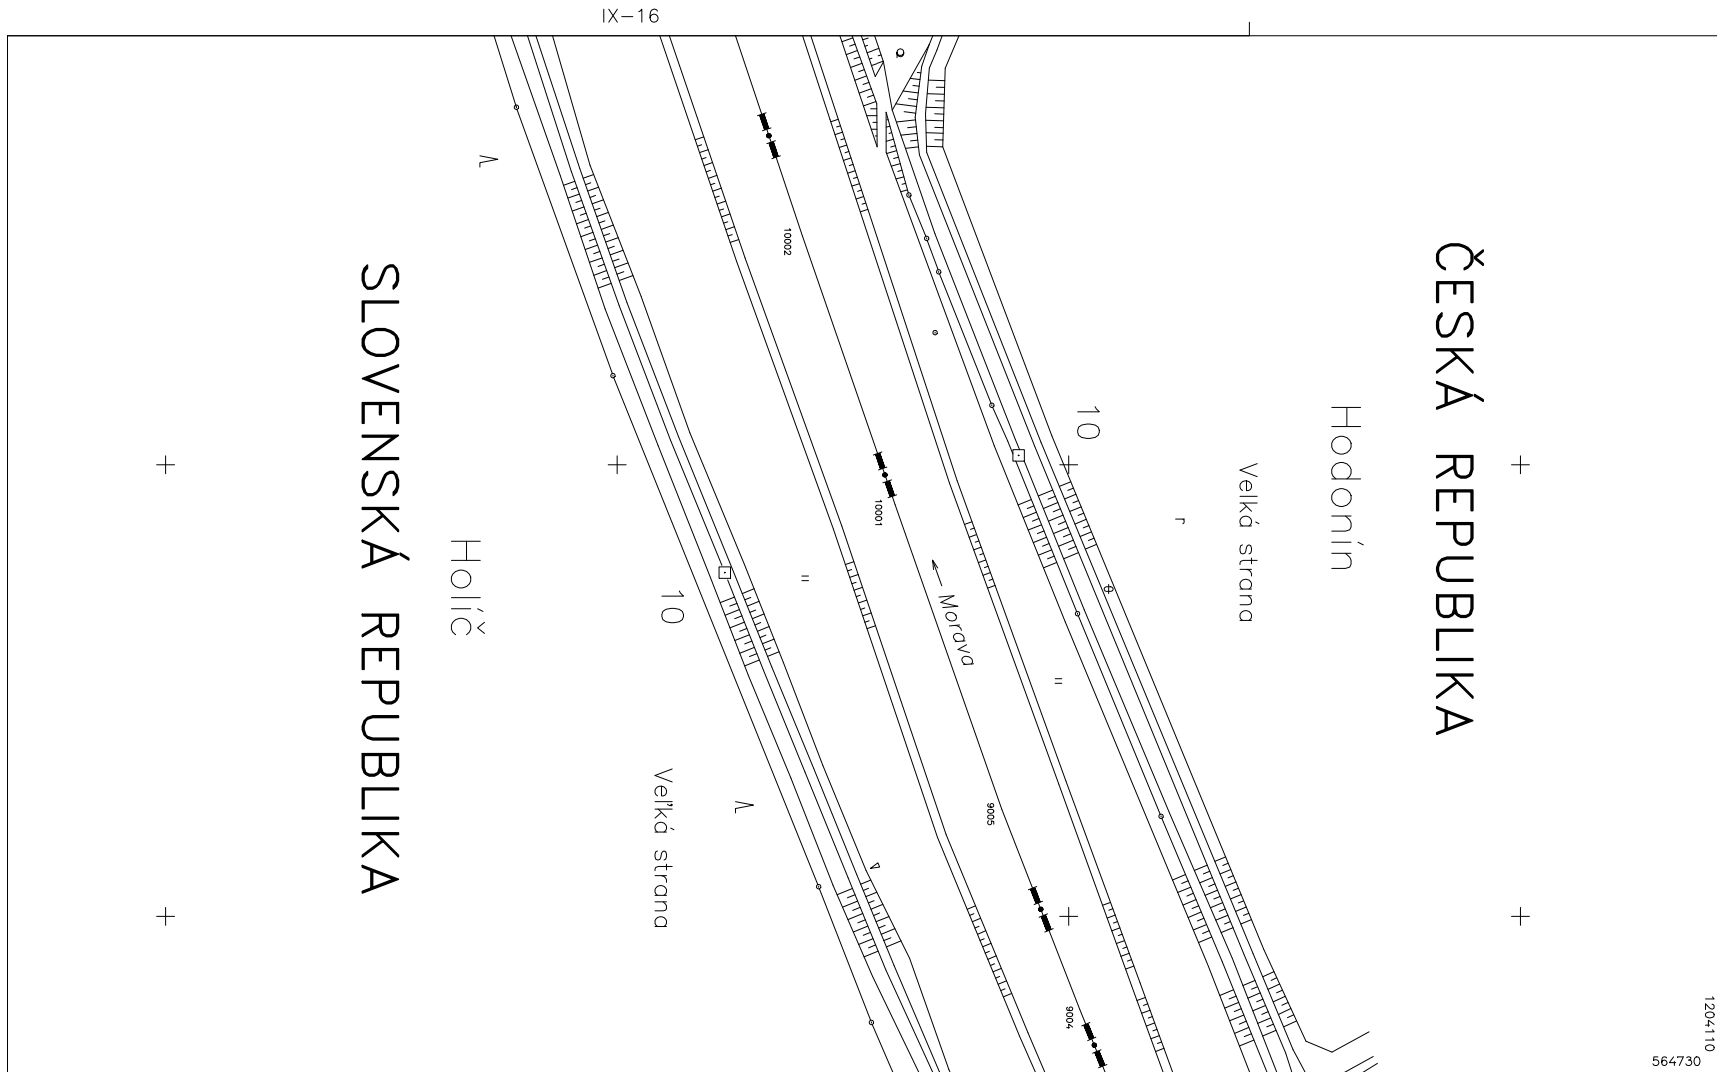 IX-16
ČESKÁ REPUBLIKA
Hodonín
Velká strana
10
10002
10001
Morava
9005
9004
SLOVENSKÁ REPUBLIKA
Holíč
10
Veľká strana
1204110
564730